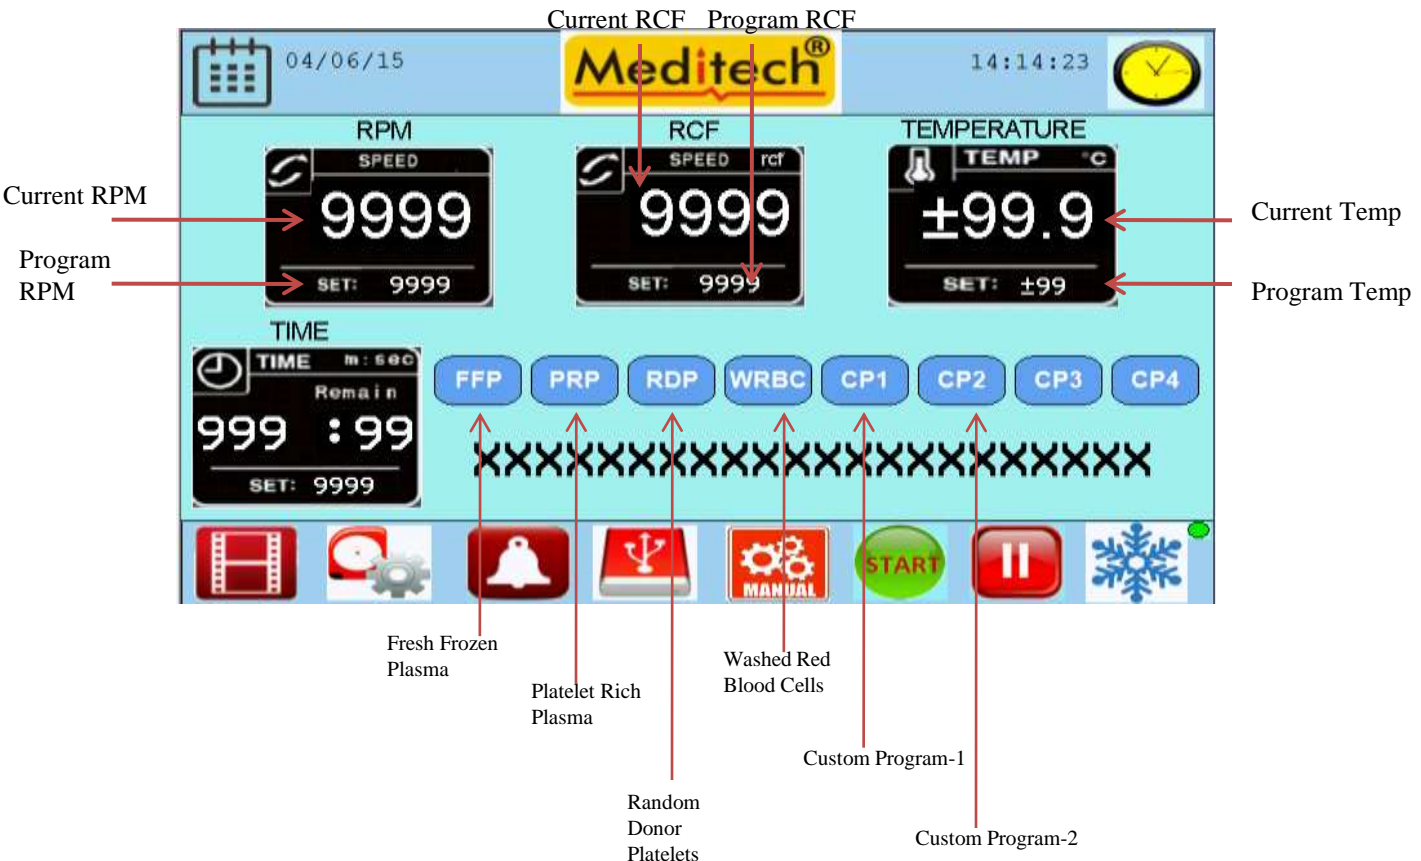 Current RCF Program RCF
04/06/15
Meditech®
14:14:23
RPM
RCF
TEMPERATURE
SPEED
9999
SET: 9999
SPEED rcf
9999
SET: 9999
TEMP °C
±99.9
SET: ±99
Current RPM
Program
RPM
Current Temp
Program Temp
TIME
TIME m:sec
Remain
999 :99
SET: 9999
FFP PRP RDP WRBC CP1 CP2 CP3 CP4
XXXXXXXXXXXXXXXXXXXXXX
MANUAL
START
Fresh Frozen
Plasma
Platelet Rich
Plasma
Washed Red
Blood Cells
Custom Program-1
Random
Donor
Platelets
Custom Program-2